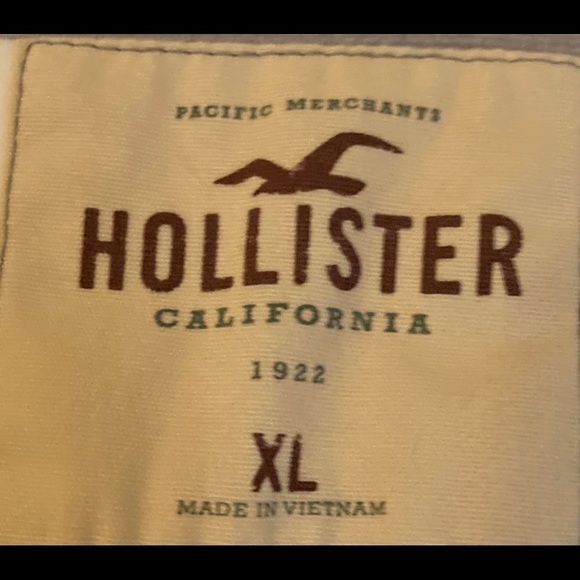 PACIFIC MERCHANTS
HOLLISTER
CALIFORNIA
1922
XL
MADE IN VIETNAM